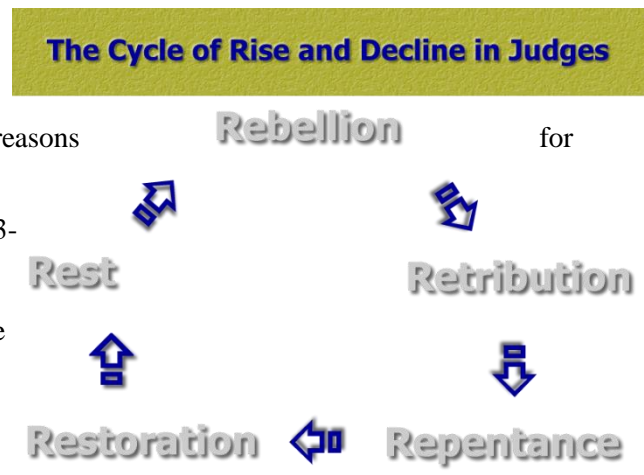 The Cycle of Rise and Decline in Judges
reasons Rebellion for
Rest Retribution
Restoration Repentance